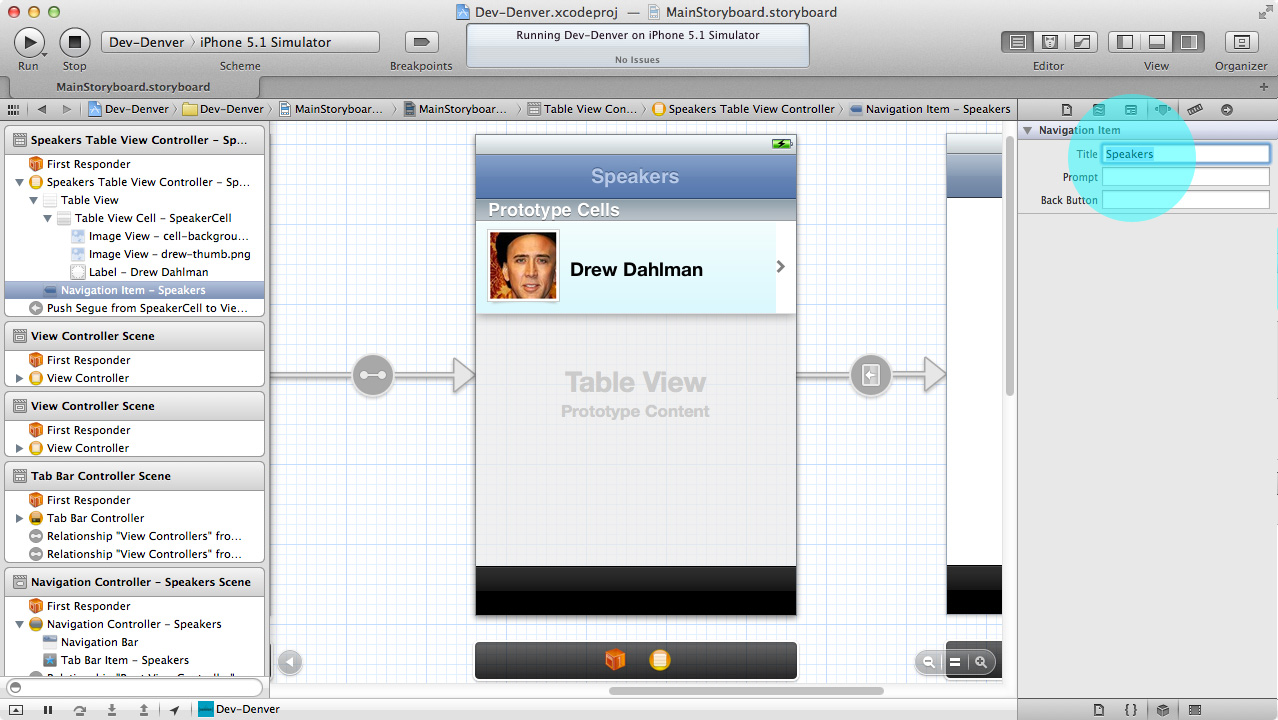 Dev-Denver.xcodeproj — MainStoryboard.storyboard
Dev-Denver 〉 iPhone 5.1 Simulator
Running Dev-Denver on iPhone 5.1 Simulator
No Issues
Run Stop Scheme Breakpoints Editor View Organizer
MainStoryboard.storyboard
Dev-Denver 〉 Dev-Denver 〉 MainStoryboar... 〉 MainStoryboar... 〉 Table View Con... 〉 Speakers Table View Controller 〉 Navigation Item – Speakers
Speakers Table View Controller – Sp...
First Responder
Speakers Table View Controller – Sp...
Table View
Table View Cell – SpeakerCell
Image View – cell-backgrou...
Image View – drew-thumb.png
Label – Drew Dahlman
Navigation Item – Speakers
Push Segue from SpeakerCell to Vie...
View Controller Scene
First Responder
View Controller
View Controller Scene
First Responder
View Controller
Tab Bar Controller Scene
First Responder
Tab Bar Controller
Relationship "View Controllers" fro...
Relationship "View Controllers" fro...
Navigation Controller – Speakers Scene
First Responder
Navigation Controller – Speakers
Navigation Bar
Tab Bar Item – Speakers
Speakers
Prototype Cells
Drew Dahlman
Table View
Prototype Content
Navigation Item
Title Speakers
Prompt
Back Button
Dev-Denver